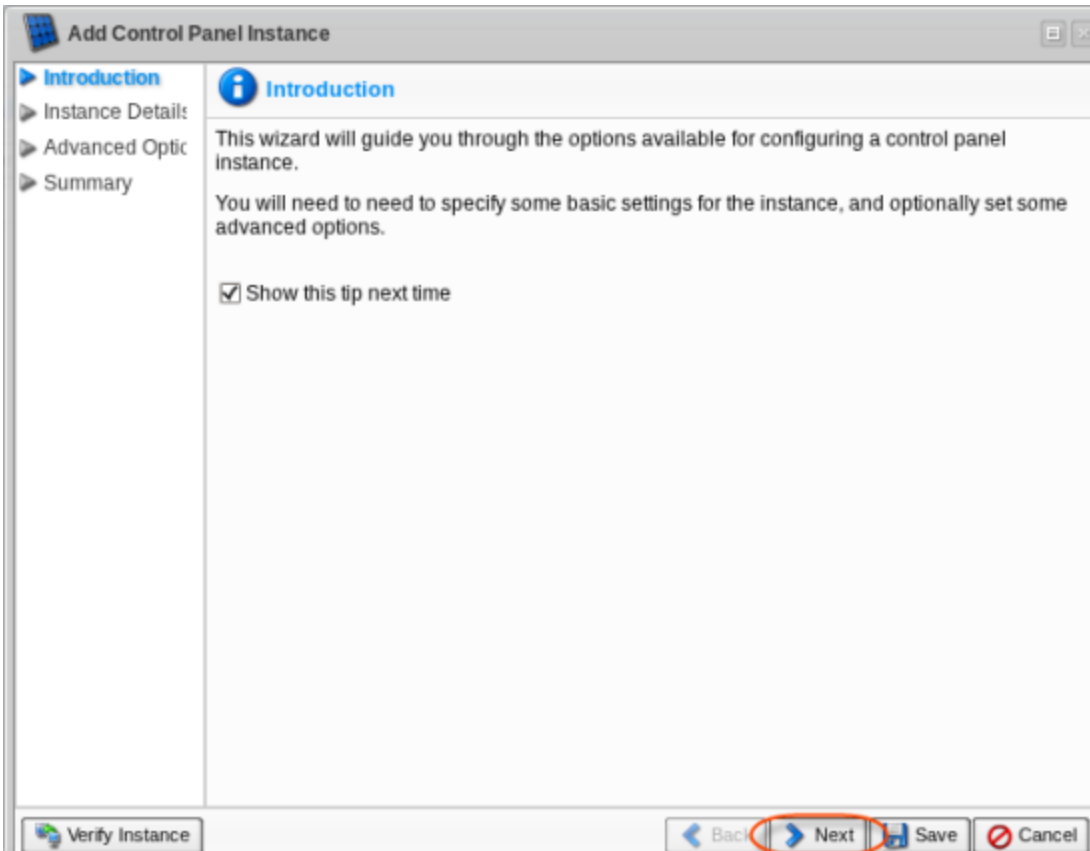 Add Control Panel Instance
Introduction
Instance Details
Advanced Optic
Summary
Introduction
This wizard will guide you through the options available for configuring a control panel
instance.
You will need to need to specify some basic settings for the instance, and optionally set some
advanced options.
Show this tip next time
Verify Instance
Back
Next
Save
Cancel